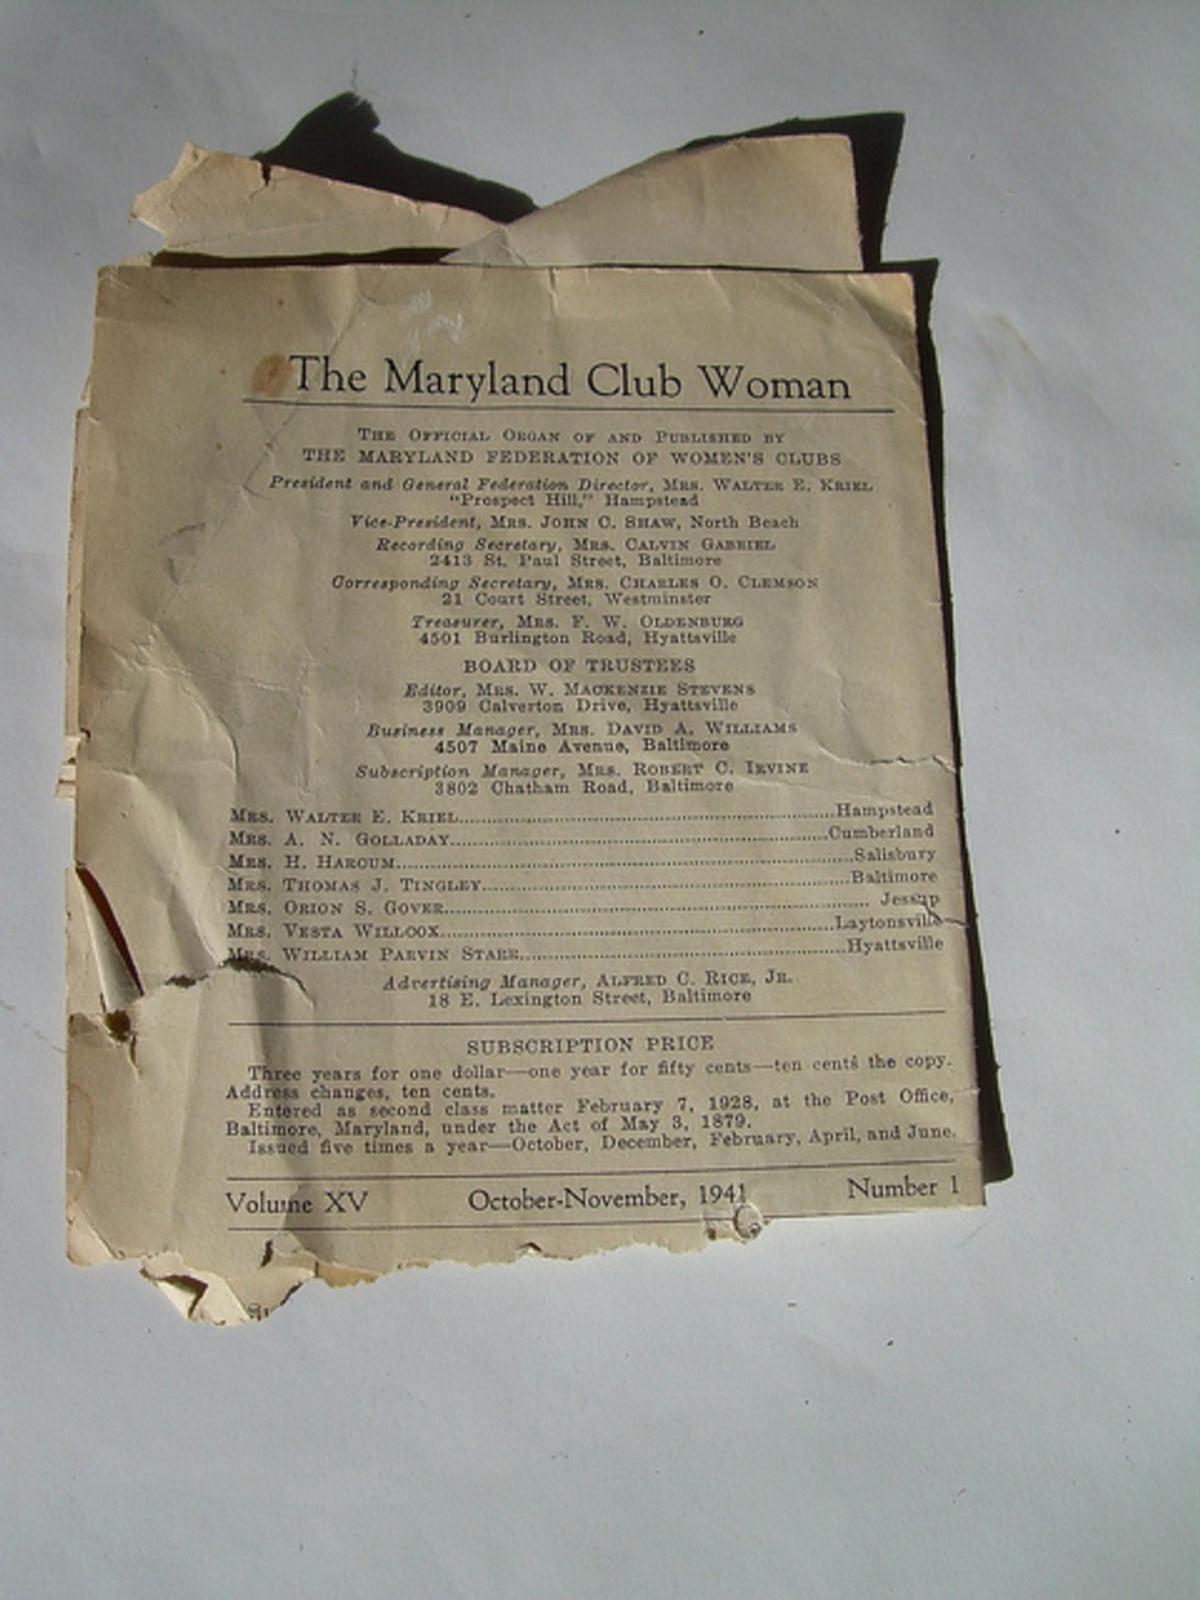 The Maryland Club Woman
THE OFFICIAL ORGAN OF AND PUBLISHED BY
THE MARYLAND FEDERATION OF WOMEN'S CLUBS
President and General Federation Director, MRS. WALTER E. KRIEL
"Prospect Hill," Hampstead
Vice-President, MRS. JOHN C. SHAW, North Beach
Recording Secretary, MRS. CALVIN GABRIEL
2413 St. Paul Street, Baltimore
Corresponding Secretary, MRS. CHARLES O. CLEMSON
21 Court Street, Westminster
Treasurer, MRS. F. W. OLDENBURG
4501 Burlington Road, Hyattsville
BOARD OF TRUSTEES
Editor, MRS. W. MACKENZIE STEVENS
3909 Calverton Drive, Hyattsville
Business Manager, MRS. DAVID A. WILLIAMS
4507 Maine Avenue, Baltimore
Subscription Manager, MRS. ROBERT C. IRVINE
3802 Chatham Road, Baltimore
MRS. WALTER E. KRIEL Hampstead
MRS. A. N. GOLLADAY Cumberland
MRS. H. HARCUM Salisbury
MRS. THOMAS J. TINGLEY Baltimore
MRS. ORION S. GOVER Jessup
MRS. VESTA WILLCOX Laytonsville
MRS. WILLIAM PARVIN STARR Hyattsville
Advertising Manager, ALFRED C. RICE, JR.
18 E. Lexington Street, Baltimore
SUBSCRIPTION PRICE
Three years for one dollar—one year for fifty cents—ten cents the copy.
Address changes, ten cents.
Entered as second class matter February 7, 1928, at the Post Office,
Baltimore, Maryland, under the Act of May 3, 1879.
Issued five times a year—October, December, February, April, and June.
Volume XV October-November, 1941 Number 1